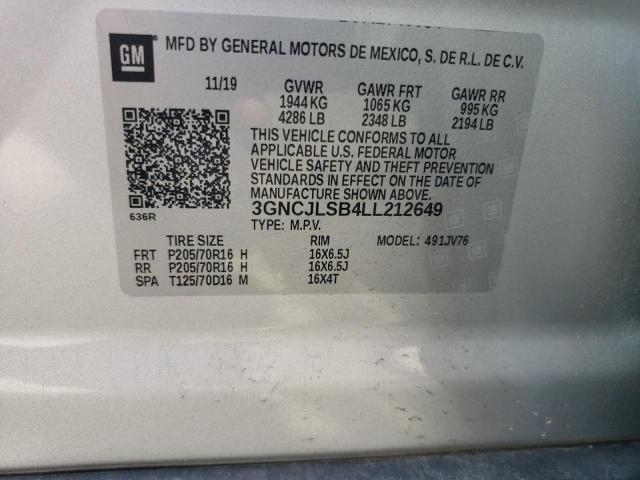 GM MFD BY GENERAL MOTORS DE MEXICO, S. DE R.L. DE C.V.
11/19 GVWR GAWR FRT GAWR RR
1944 KG 1065 KG 995 KG
4286 LB 2348 LB 2194 LB
THIS VEHICLE CONFORMS TO ALL
APPLICABLE U.S. FEDERAL MOTOR
VEHICLE SAFETY AND THEFT PREVENTION
STANDARDS IN EFFECT ON THE DATE OF
MANUFACTURE SHOWN ABOVE.
636R 3GNCJLSB4LL212649
TYPE: M.P.V.
TIRE SIZE RIM MODEL: 491JV76
FRT P205/70R16 H 16X6.5J
RR P205/70R16 H 16X6.5J
SPA T125/70D16 M 16X4T